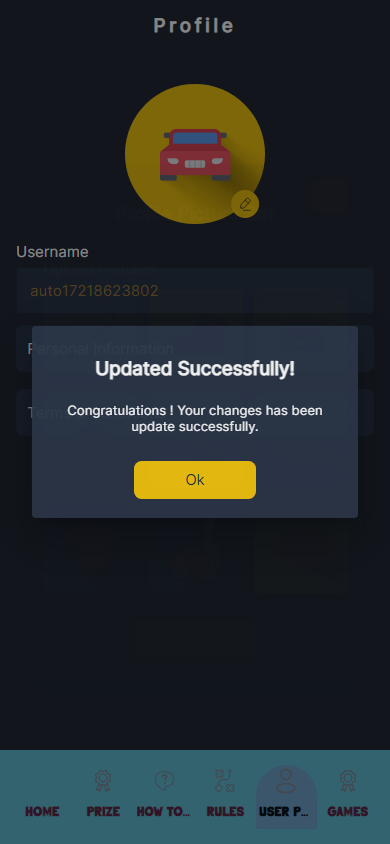 Profile
Username
auto17218623802
Personal Information
Updated Successfully!
Congratulations ! Your changes has been
update successfully.
Ok
HOME
PRIZE
HOW TO...
RULES
USER P...
GAMES